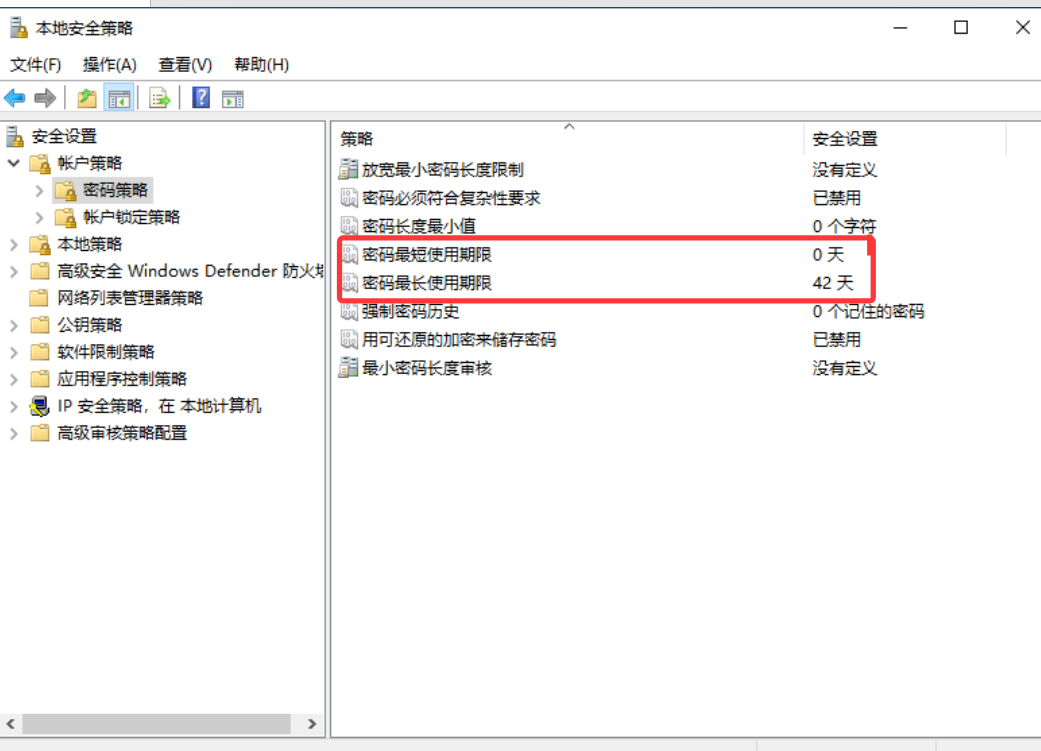 本地安全策略
文件(F) 操作(A) 查看(V) 帮助(H)
安全设置
帐户策略
密码策略
帐户锁定策略
本地策略
高级安全 Windows Defender 防火
网络列表管理器策略
公钥策略
软件限制策略
应用程序控制策略
IP 安全策略，在 本地计算机
高级审核策略配置
策略 安全设置
放宽最小密码长度限制 没有定义
密码必须符合复杂性要求 已禁用
密码长度最小值 0 个字符
密码最短使用期限 0 天
密码最长使用期限 42 天
强制密码历史 0 个记住的密码
用可还原的加密来储存密码 已禁用
最小密码长度审核 没有定义